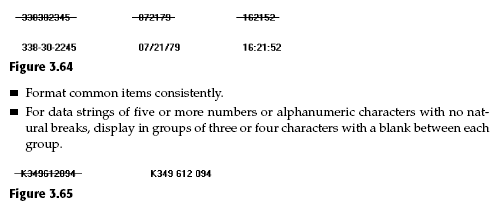 072179 162152
338-30-2245 07/21/79 16:21:52
Figure 3.64
■ Format common items consistently.
■ For data strings of five or more numbers or alphanumeric characters with no nat-
ural breaks, display in groups of three or four characters with a blank between each
group.
K349612094 K349 612 094
Figure 3.65